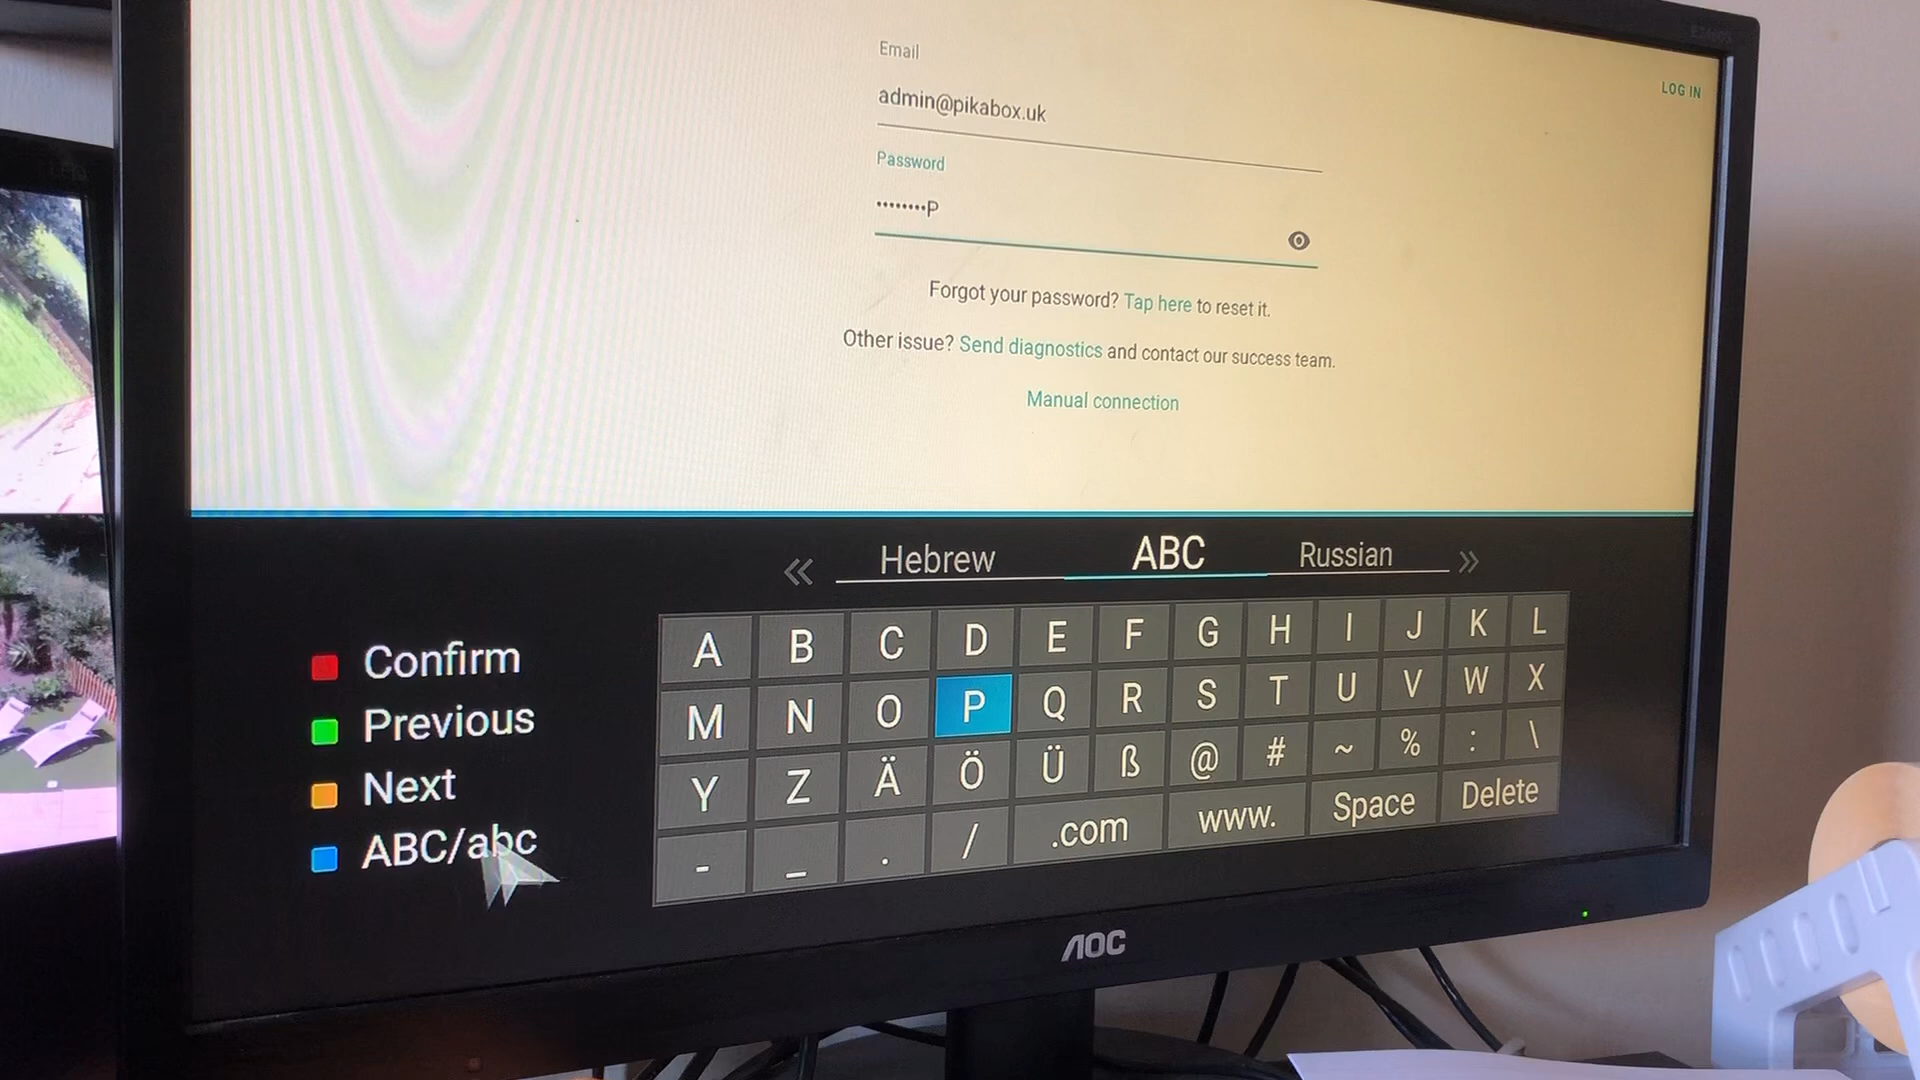 Email
LOG IN
admin@pikabox.uk
Password
••••••••P
Forgot your password? Tap here to reset it.
Other issue? Send diagnostics and contact our success team.
Manual connection
« Hebrew ABC Russian »
Confirm
Previous
Next
ABC/abc
A B C D E F G H I J K L
M N O P Q R S T U V W X
Y Z Ä Ö Ü ß @ # ~ % : \
- _ . / .com www. Space Delete
AOC